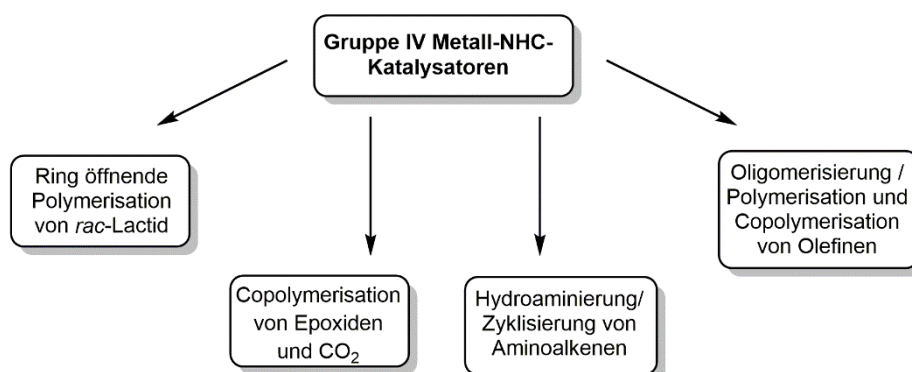 Gruppe IV Metall-NHC-
Katalysatoren
Ring öffnende
Polymerisation
von rac-Lactid
Copolymerisation
von Epoxiden
und CO₂
Hydroaminierung/
Zyklisierung von
Aminoalkenen
Oligomerisierung /
Polymerisation und
Copolymerisation
von Olefinen